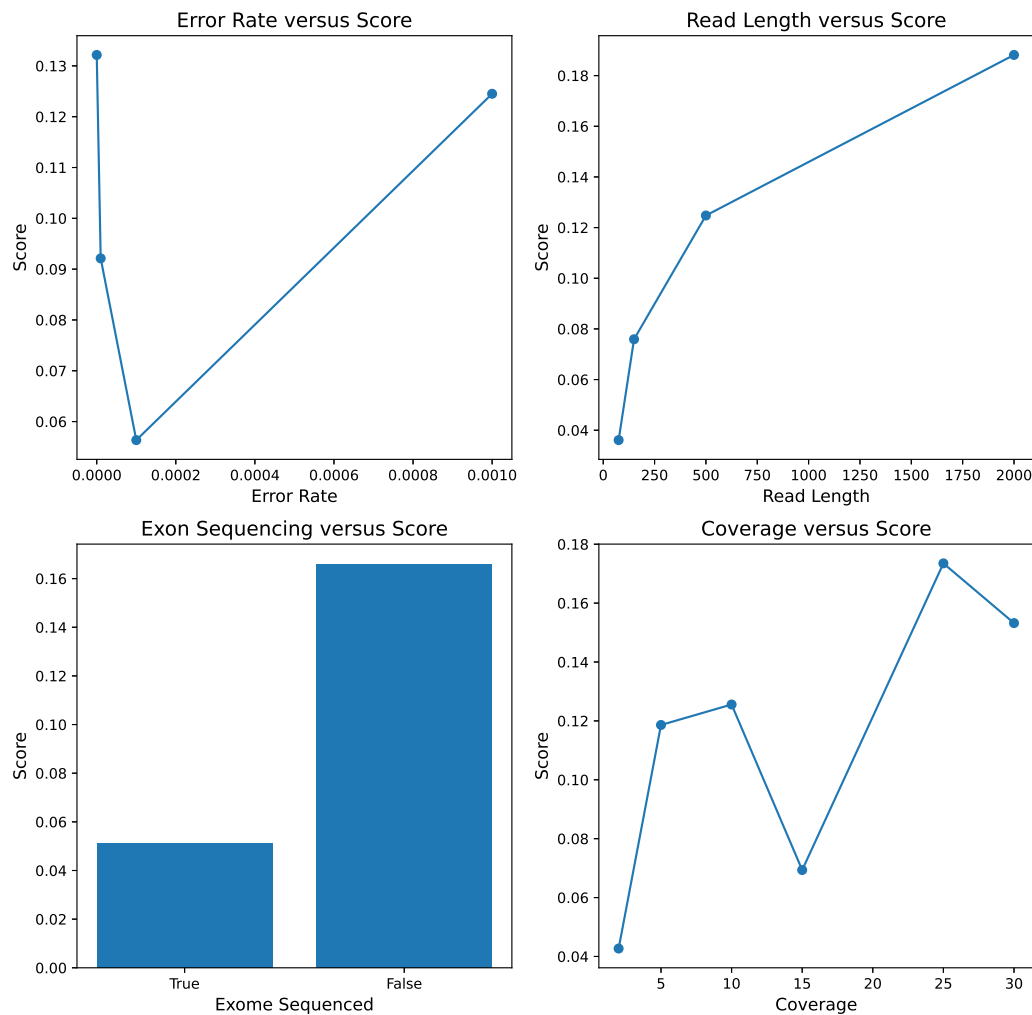 Error Rate versus Score
0.13
0.12
0.11
0.10
0.09
0.08
0.07
0.06
Score
0.0000 0.0002 0.0004 0.0006 0.0008 0.0010
Error Rate
Read Length versus Score
0.18
0.16
0.14
0.12
0.10
0.08
0.06
0.04
Score
0 250 500 750 1000 1250 1500 1750 2000
Read Length
Exon Sequencing versus Score
0.16
0.14
0.12
0.10
0.08
0.06
0.04
0.02
0.00
Score
True False
Exome Sequenced
Coverage versus Score
0.18
0.16
0.14
0.12
0.10
0.08
0.06
0.04
Score
5 10 15 20 25 30
Coverage